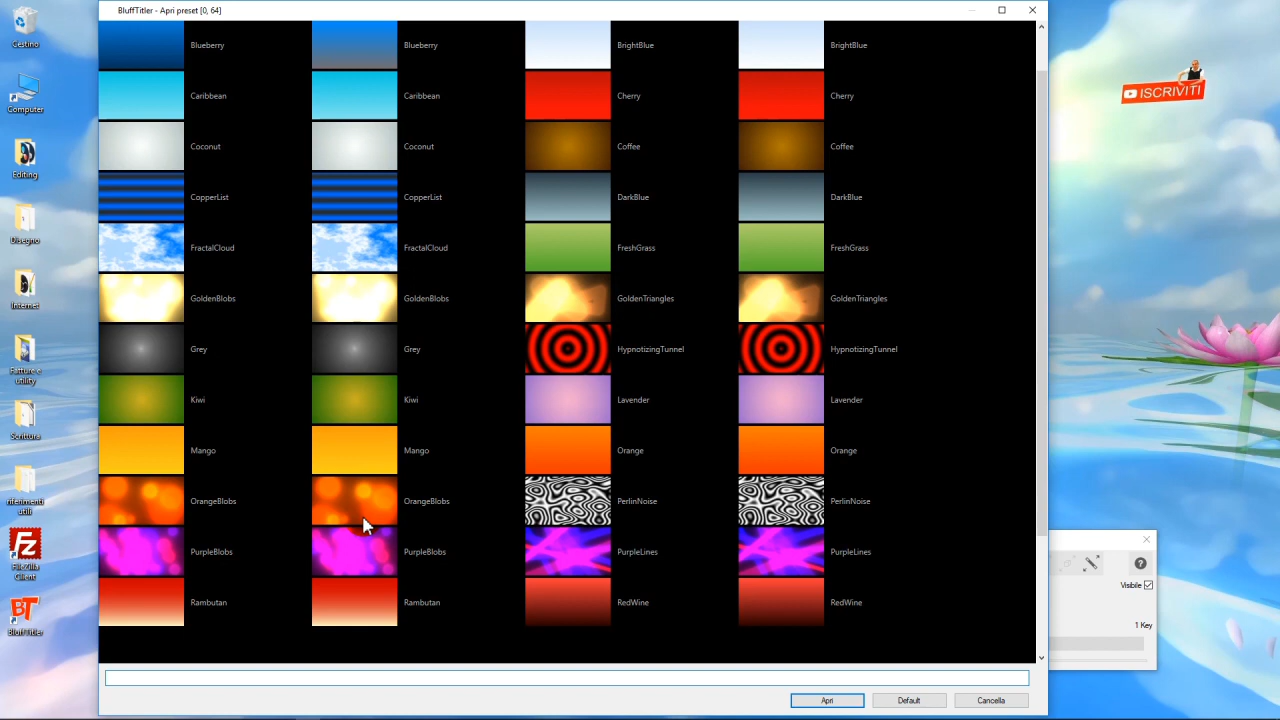 BluffTitler - Apri preset [0, 64]
Cestino
Computer
Editing
Disegno
Internet
Fatture e
utility
Scrittura
riferimenti
utili
Fz
FileZilla
Client
BT
BluffTitler
Blueberry Blueberry BrightBlue BrightBlue
Caribbean Caribbean Cherry Cherry
Coconut Coconut Coffee Coffee
CopperList CopperList DarkBlue DarkBlue
FractalCloud FractalCloud FreshGrass FreshGrass
GoldenBlobs GoldenBlobs GoldenTriangles GoldenTriangles
Grey Grey HypnotizingTunnel HypnotizingTunnel
Kiwi Kiwi Lavender Lavender
Mango Mango Orange Orange
OrangeBlobs OrangeBlobs PerlinNoise PerlinNoise
PurpleBlobs PurpleBlobs PurpleLines PurpleLines
Rambutan Rambutan RedWine RedWine
Apri Default Cancella
ISCRIVITI
?
Visibile
1 Key